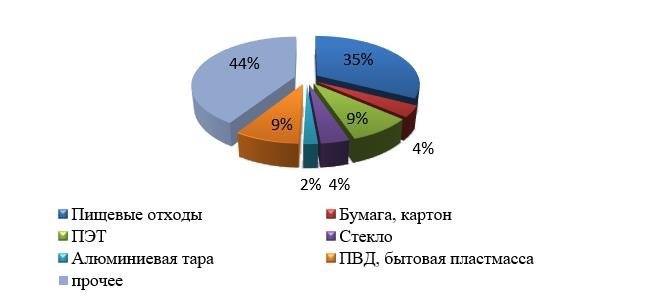 44%
35%
9%
9%
4%
2%
4%
Пищевые отходы
Бумага, картон
ПЭТ
Стекло
Алюминиевая тара
ПВД, бытовая пластмасса
прочее